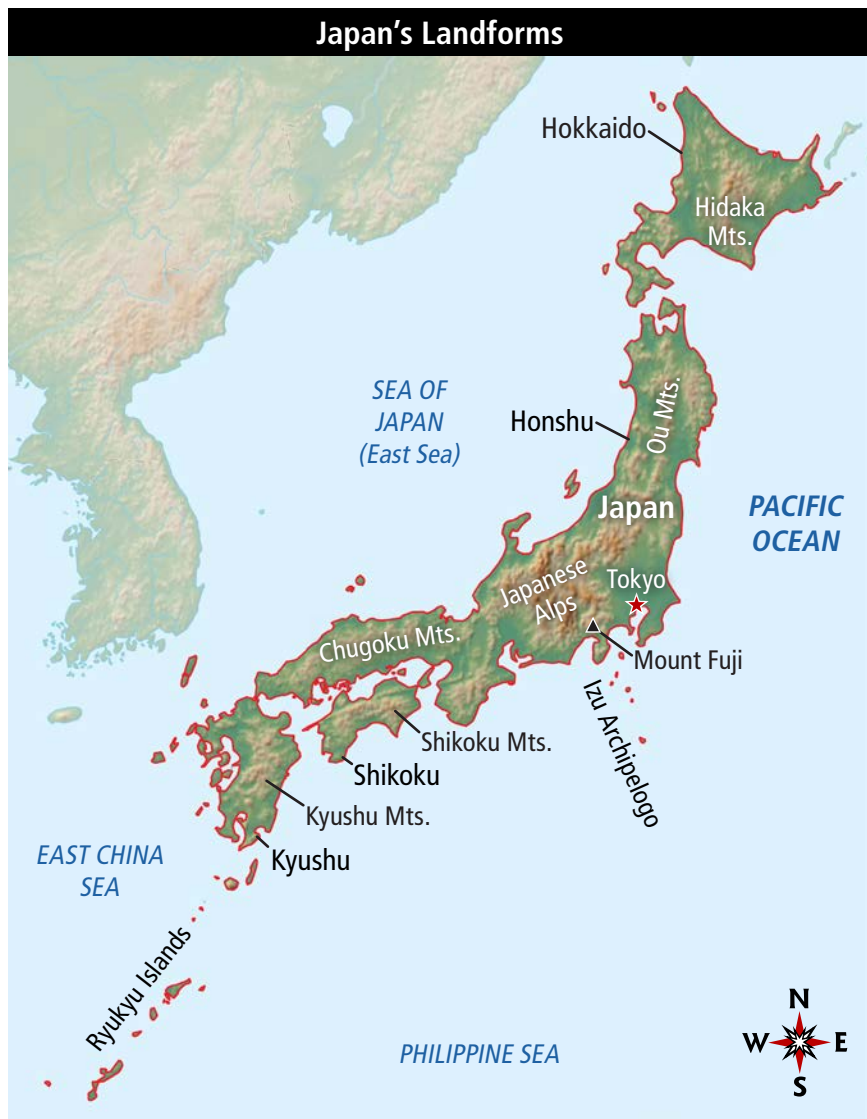 Japan's Landforms
Hokkaido
Hidaka
Mts.
SEA OF
JAPAN
(East Sea)
Ou Mts.
Honshu
Japan
PACIFIC
OCEAN
Japanese
Alps
Tokyo
Chugoku Mts.
Mount Fuji
Izu Archipelogo
Shikoku Mts.
Shikoku
Kyushu Mts.
Kyushu
EAST CHINA
SEA
Ryukyu Islands
PHILIPPINE SEA
N
W E
S